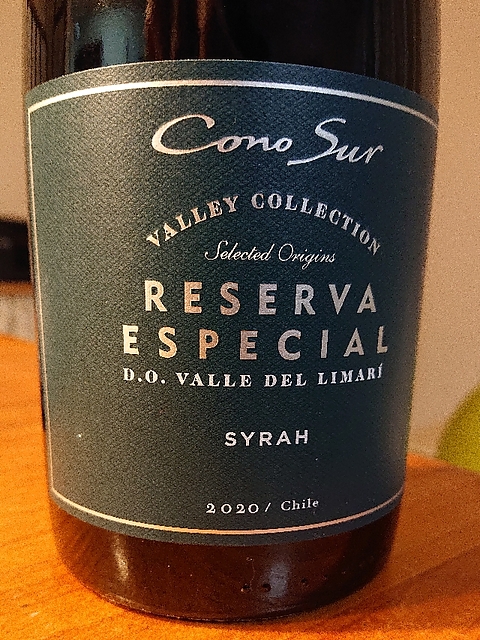 Cono Sur
VALLEY COLLECTION
Selected Origins
RESERVA
ESPECIAL
D.O. VALLE DEL LIMARÍ
SYRAH
2020 / Chile